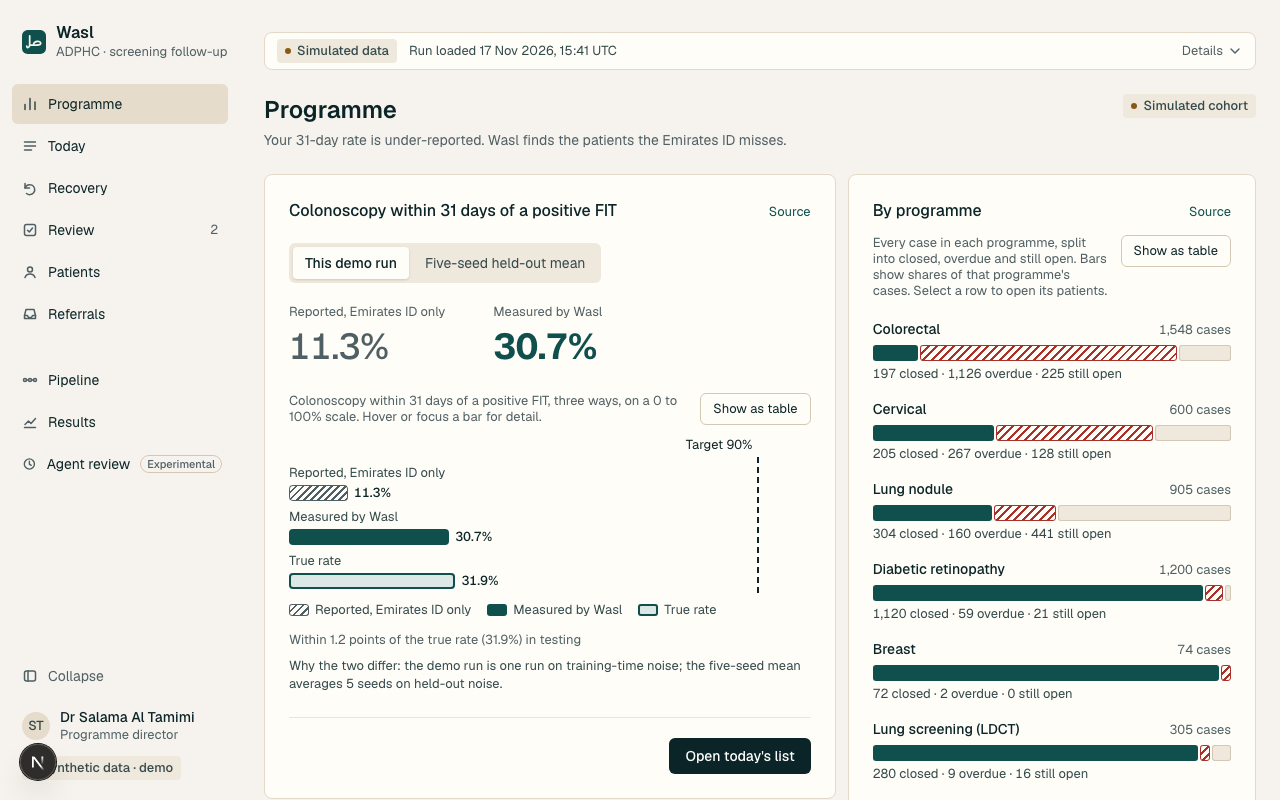 صل
Wasl
ADPHC · screening follow-up
Programme
Today
Recovery
Review 2
Patients
Referrals
Pipeline
Results
Agent review Experimental
Collapse
ST
Dr Salama Al Tamimi
Programme director
N
nthetic data · demo
Simulated data Run loaded 17 Nov 2026, 15:41 UTC Details
Programme
Simulated cohort
Your 31-day rate is under-reported. Wasl finds the patients the Emirates ID misses.
Colonoscopy within 31 days of a positive FIT Source
This demo run Five-seed held-out mean
Reported, Emirates ID only Measured by Wasl
11.3% 30.7%
Colonoscopy within 31 days of a positive FIT, three ways, on a 0 to
100% scale. Hover or focus a bar for detail.
Show as table
Target 90%
Reported, Emirates ID only
11.3%
Measured by Wasl
30.7%
True rate
31.9%
Reported, Emirates ID only Measured by Wasl True rate
Within 1.2 points of the true rate (31.9%) in testing
Why the two differ: the demo run is one run on training-time noise; the five-seed mean
averages 5 seeds on held-out noise.
Open today's list
By programme Source
Every case in each programme, split
into closed, overdue and still open. Bars
show shares of that programme's
cases. Select a row to open its patients.
Show as table
Colorectal 1,548 cases
197 closed · 1,126 overdue · 225 still open
Cervical 600 cases
205 closed · 267 overdue · 128 still open
Lung nodule 905 cases
304 closed · 160 overdue · 441 still open
Diabetic retinopathy 1,200 cases
1,120 closed · 59 overdue · 21 still open
Breast 74 cases
72 closed · 2 overdue · 0 still open
Lung screening (LDCT) 305 cases
280 closed · 9 overdue · 16 still open